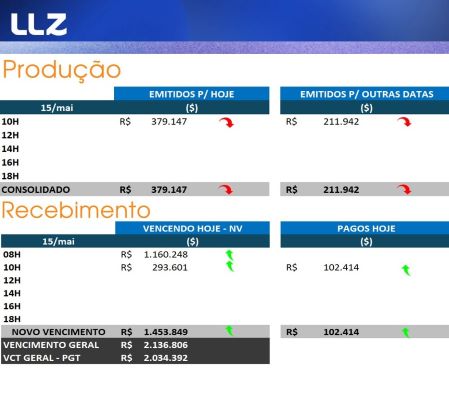 LLZ
Produção
EMITIDOS P/ HOJE EMITIDOS P/ OUTRAS DATAS
15/mai ($) ($)
10H R$ 379.147 R$ 211.942
12H
14H
16H
18H
CONSOLIDADO R$ 379.147 R$ 211.942
Recebimento
VENCENDO HOJE - NV PAGOS HOJE
15/mai ($) ($)
08H R$ 1.160.248
10H R$ 293.601 R$ 102.414
12H
14H
16H
18H
NOVO VENCIMENTO R$ 1.453.849 R$ 102.414
VENCIMENTO GERAL R$ 2.136.806
VCT GERAL - PGT R$ 2.034.392